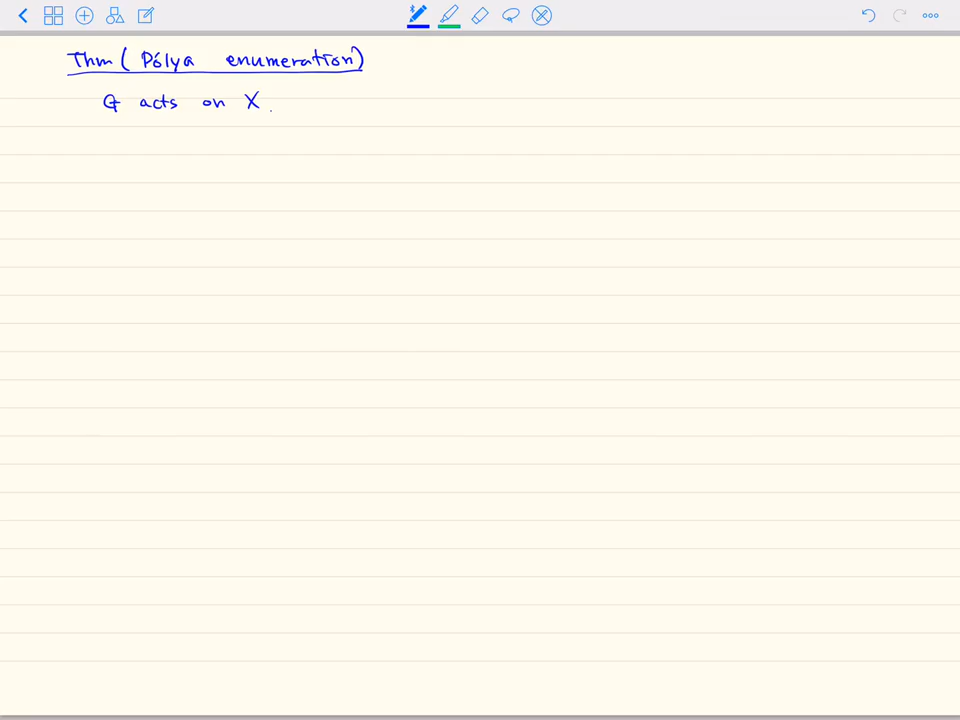 Thm (Pólya enumeration)
G acts on X.